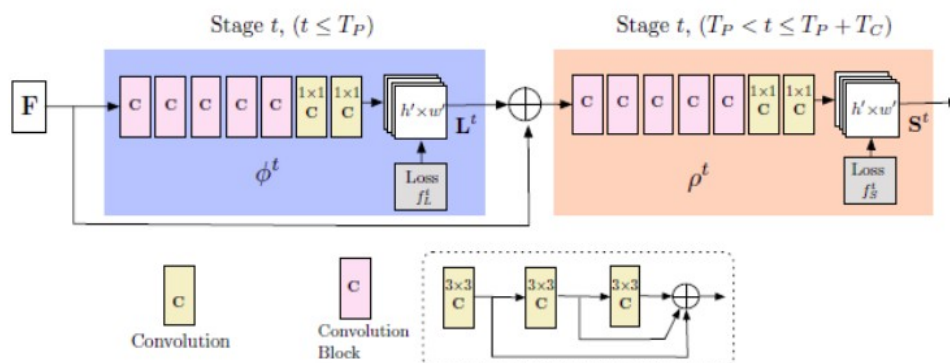 Stage t, (t ≤ T_P)
Stage t, (T_P < t ≤ T_P + T_C)
F
C C C C C 1×1 C 1×1 C
h′×w′
L^t
Loss
f_L^t
ϕ^t
C C C C C 1×1 C 1×1 C
h′×w′
S^t
Loss
f_S^t
ρ^t
C
Convolution
C
Convolution
Block
3×3 C 3×3 C 3×3 C